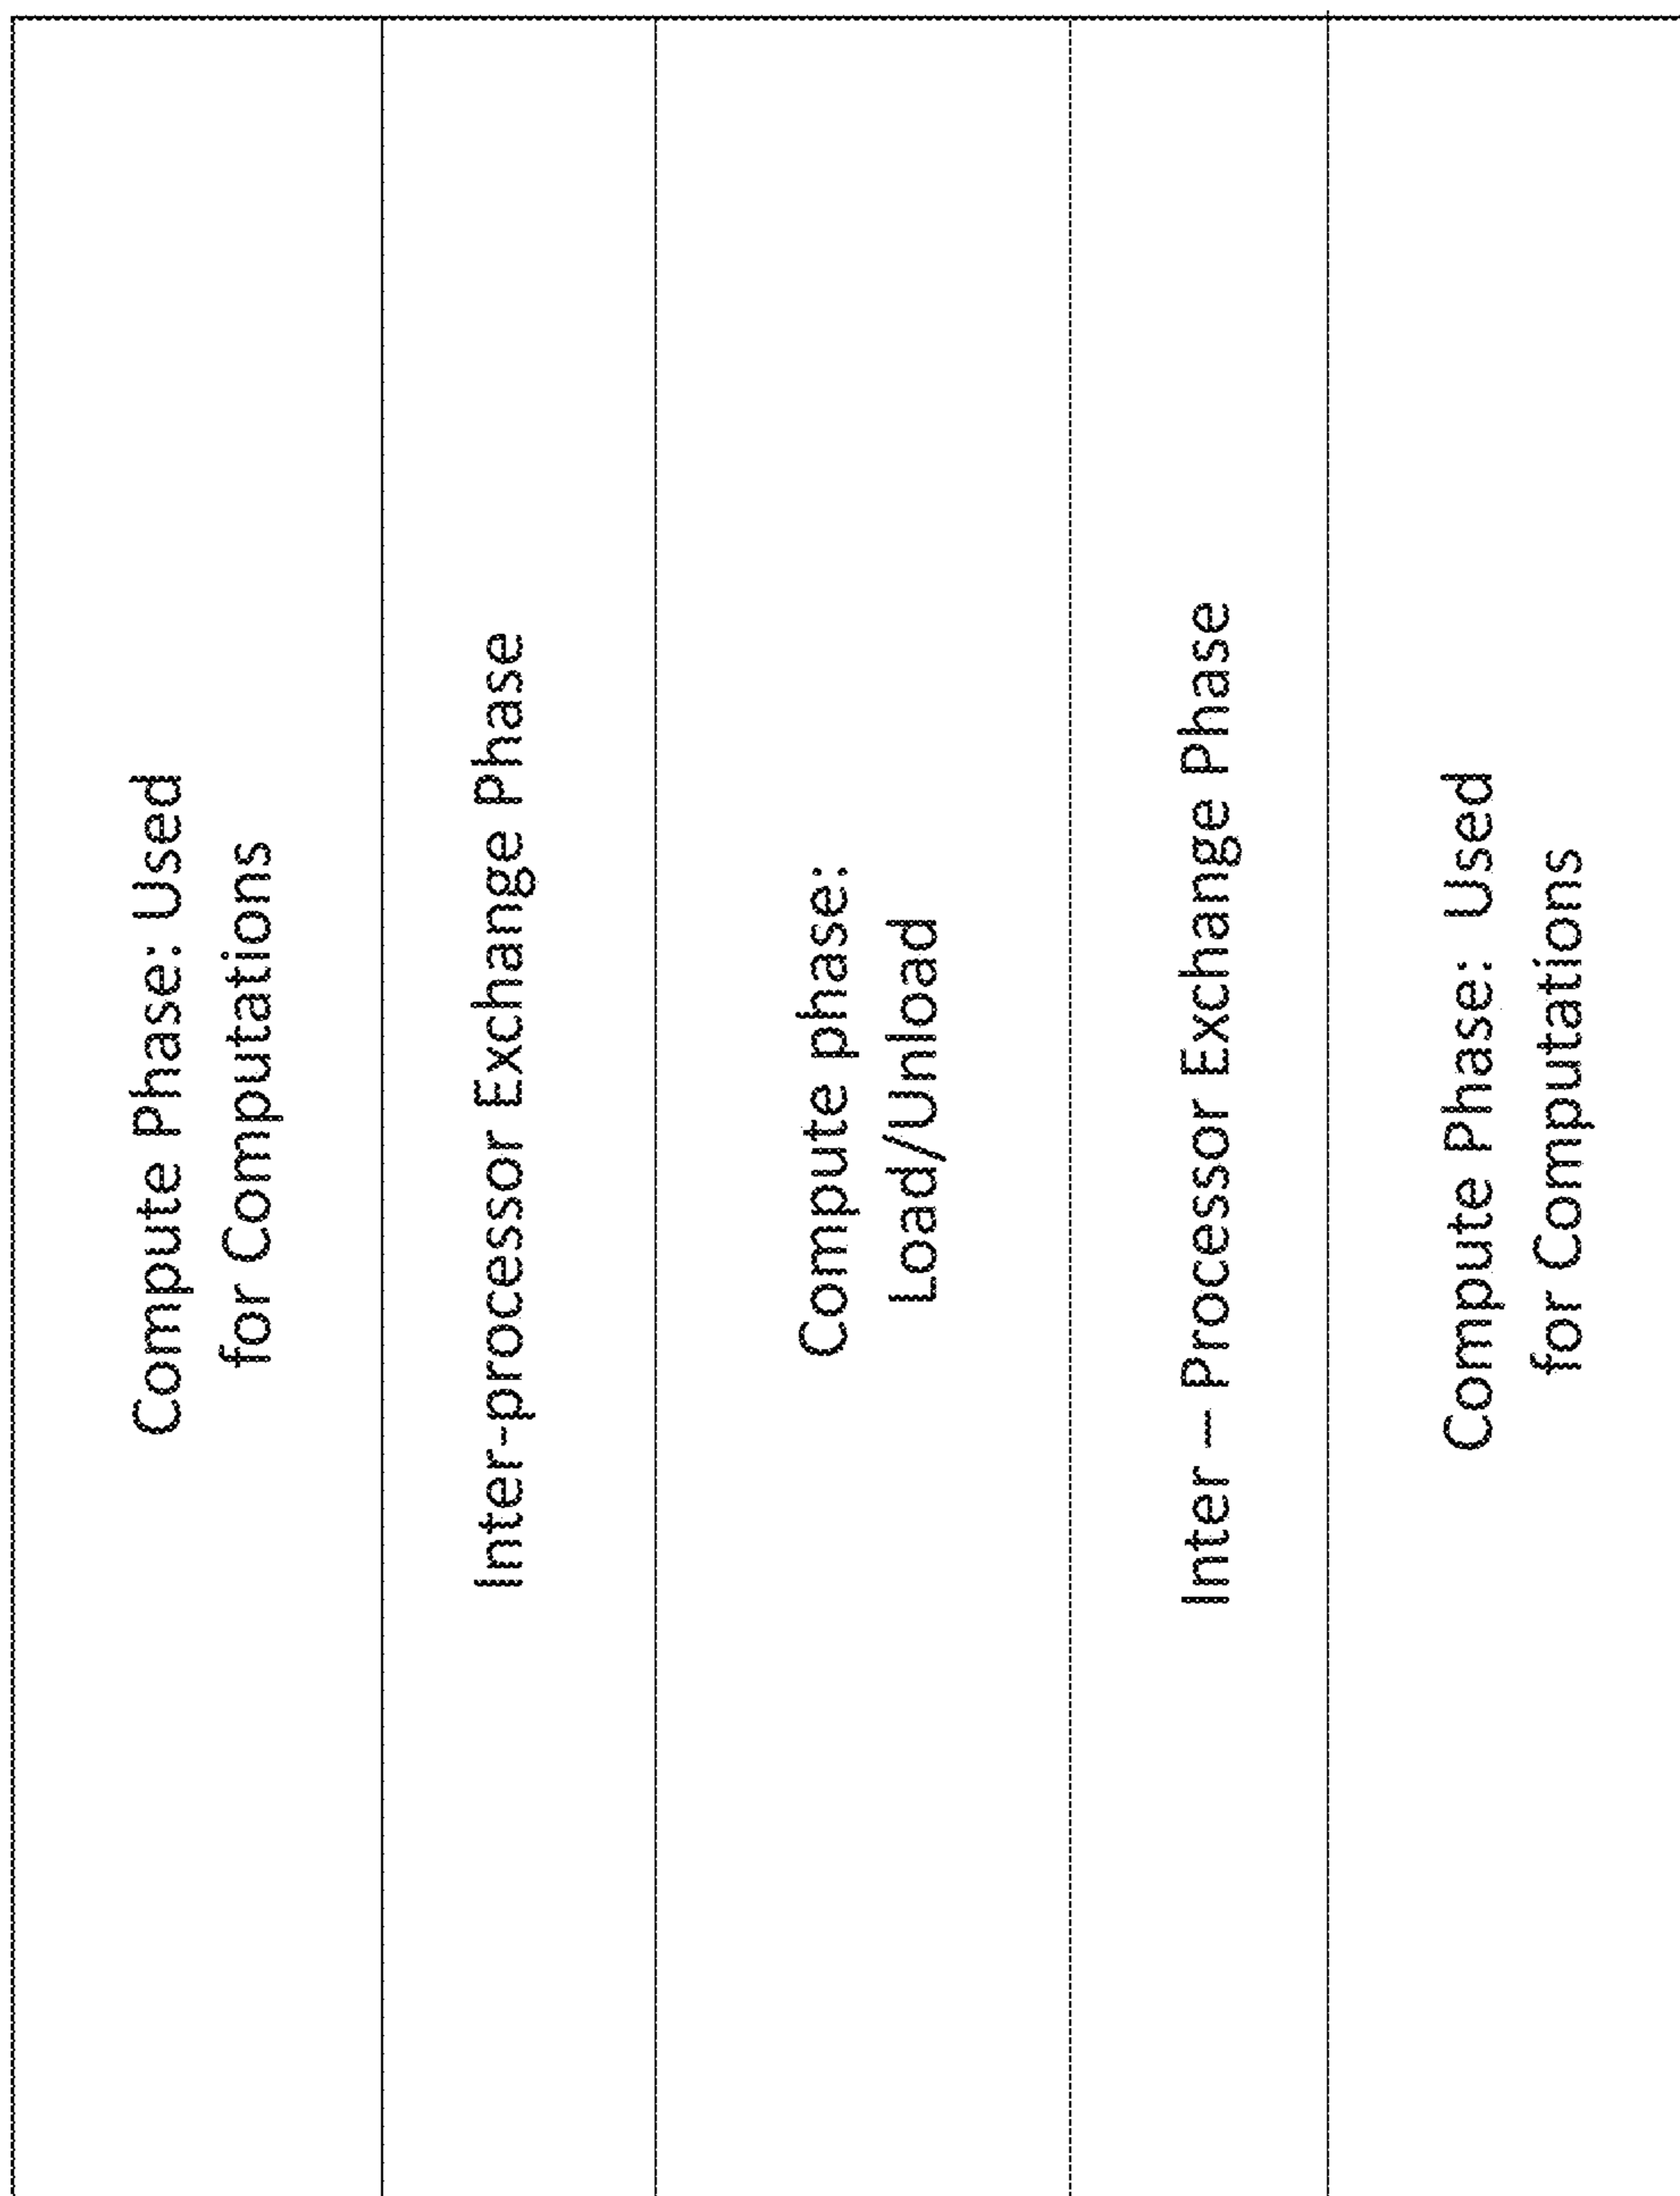 Compute Phase: Used
for Computations
Inter-processor Exchange Phase
Compute phase:
Load/Unload
Inter – Processor Exchange Phase
Compute Phase: Used
for Computations